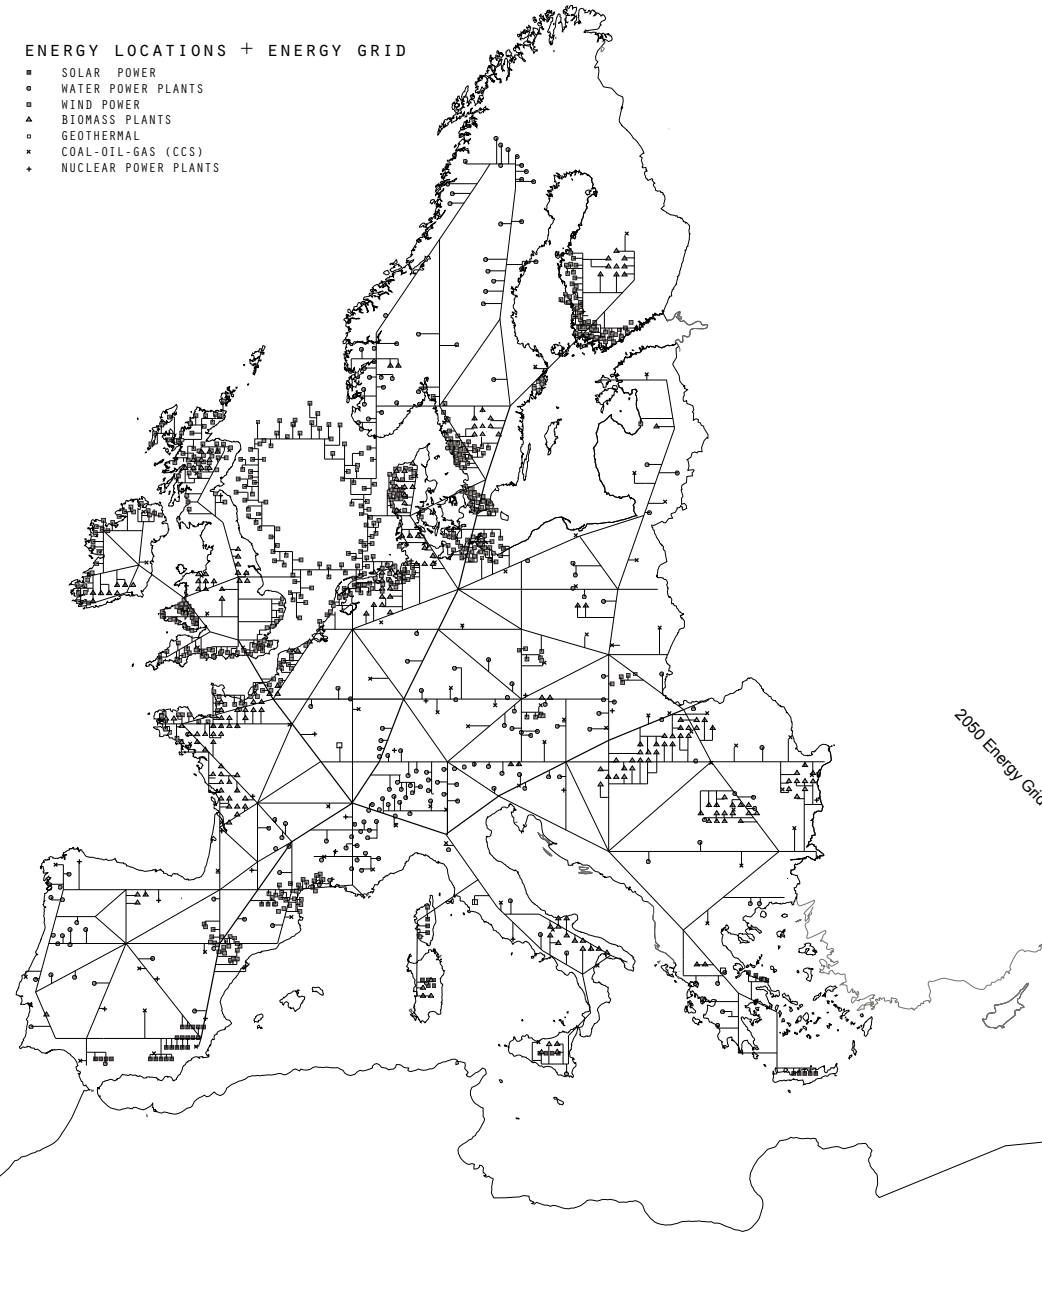 ENERGY LOCATIONS + ENERGY GRID
SOLAR POWER
WATER POWER PLANTS
WIND POWER
BIOMASS PLANTS
GEOTHERMAL
COAL-OIL-GAS (CCS)
NUCLEAR POWER PLANTS
2050 Energy Grid